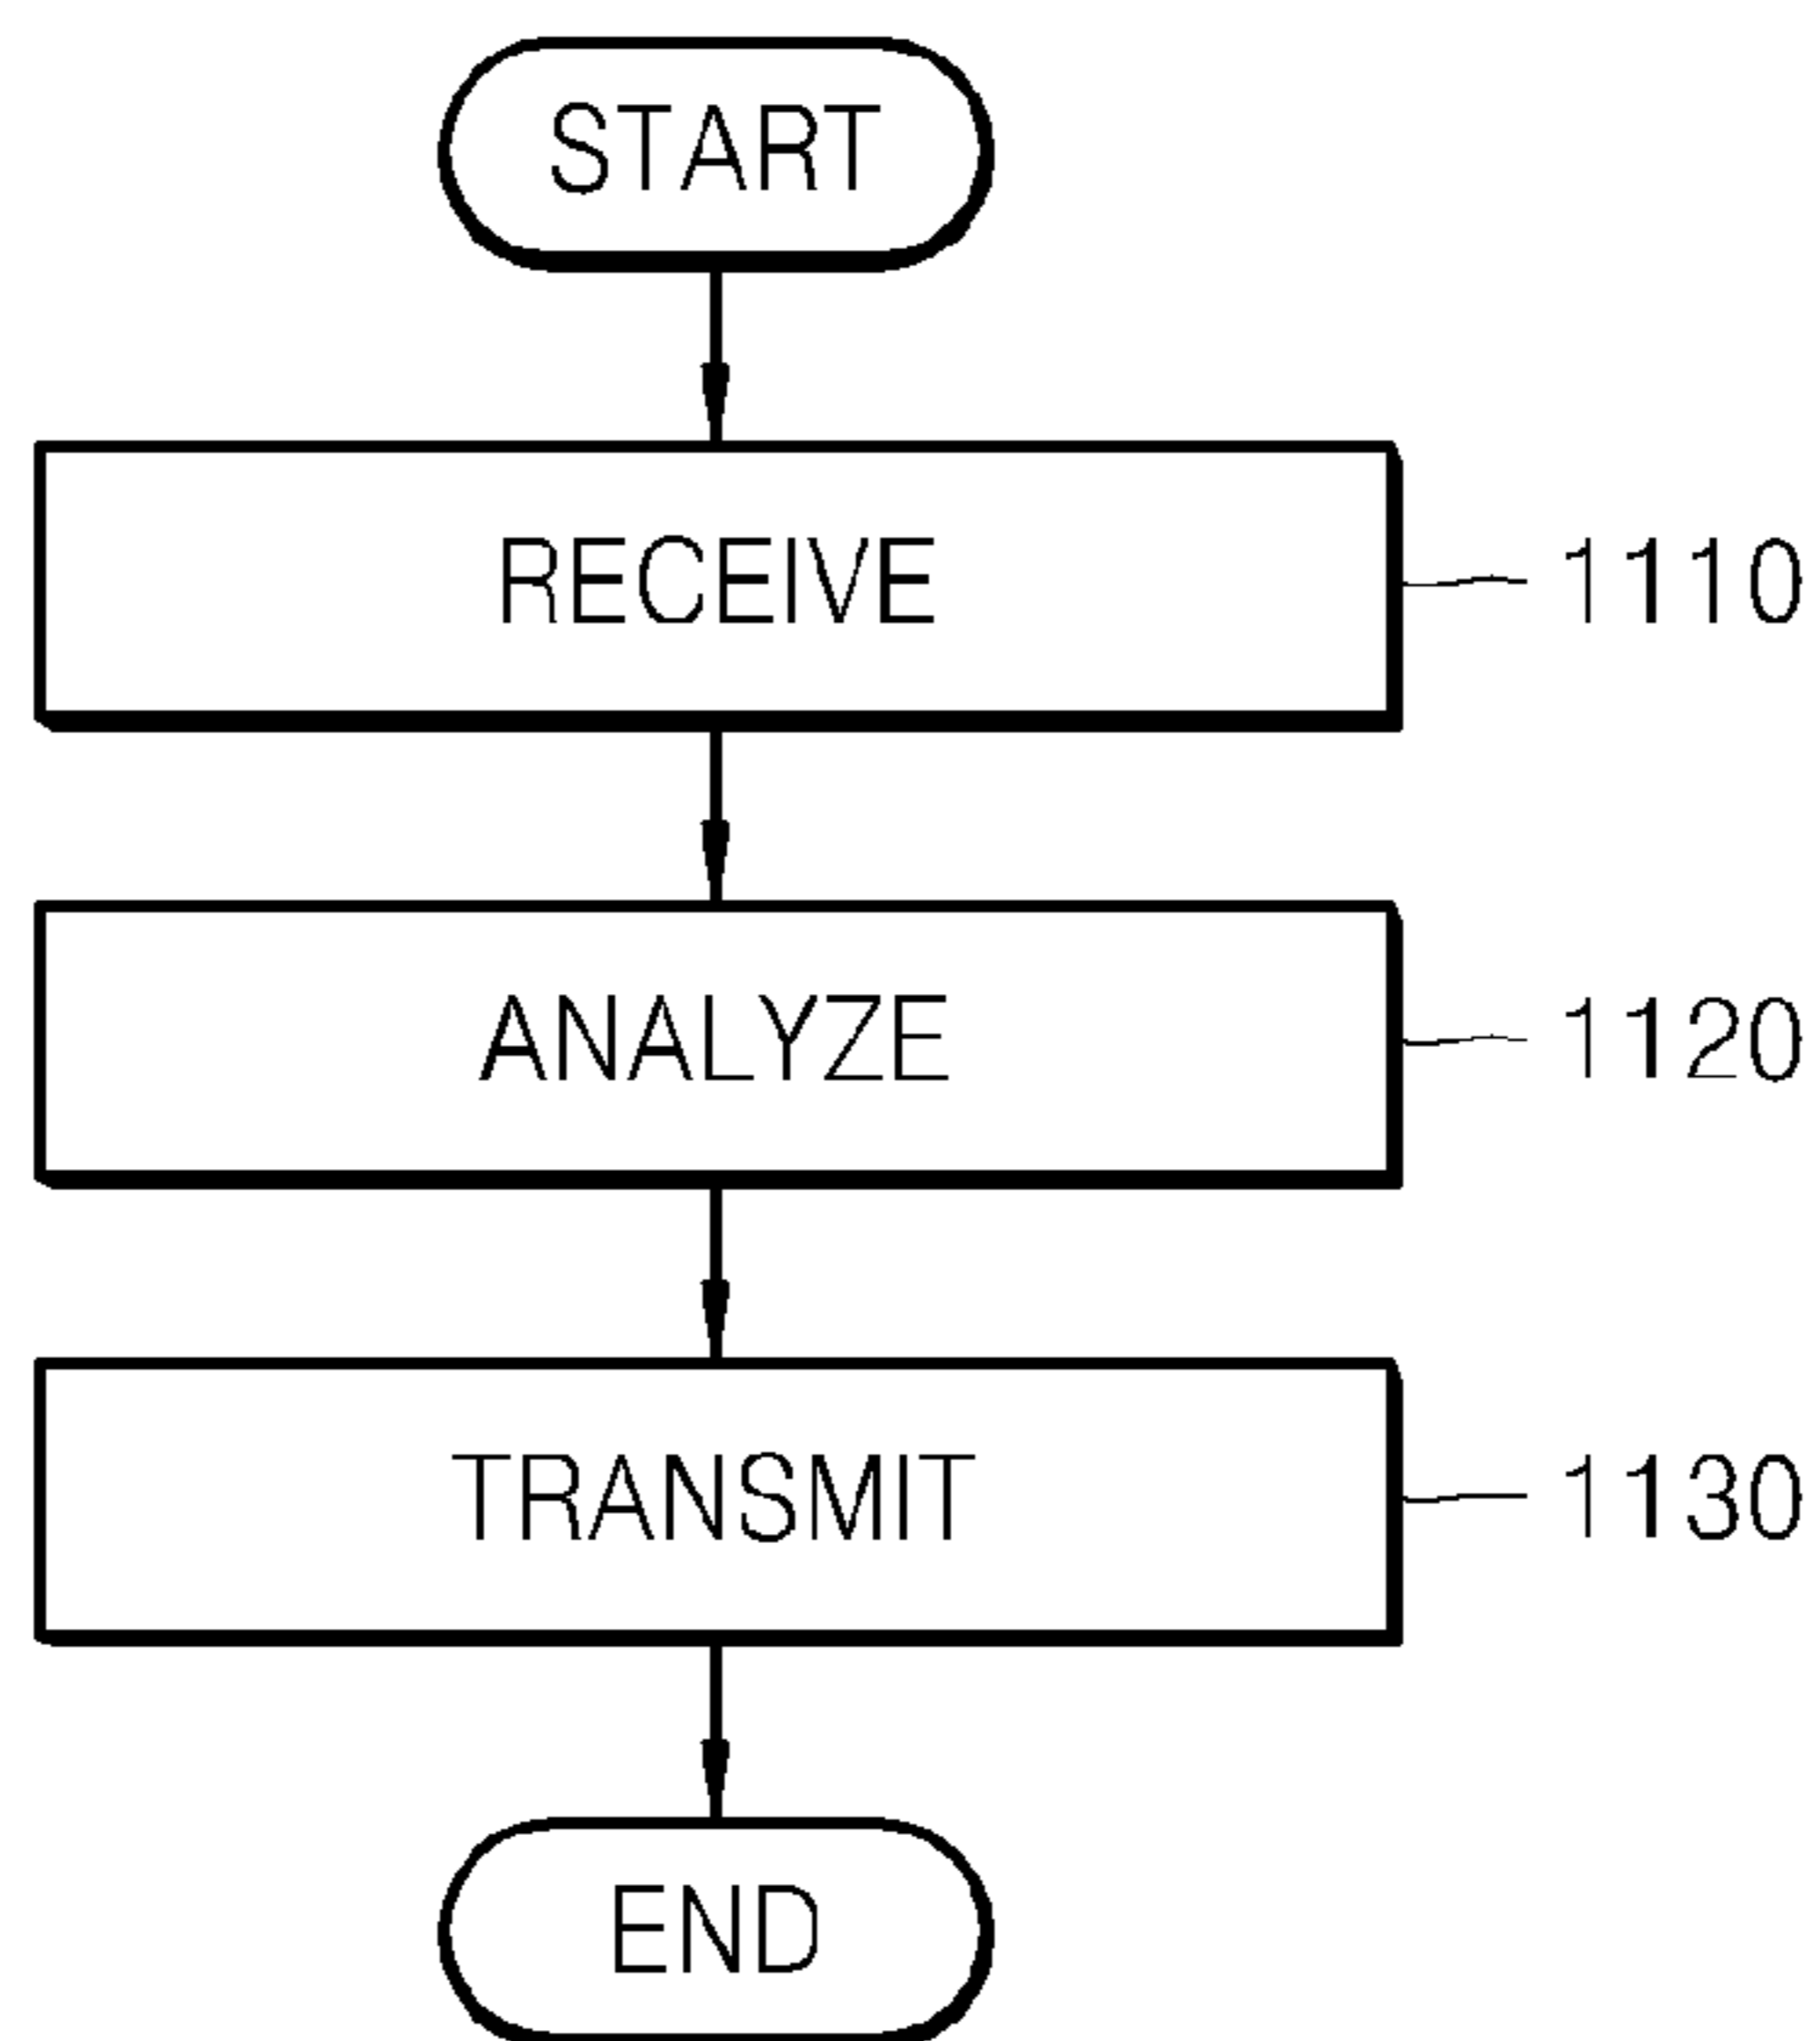 START
RECEIVE 1110
ANALYZE 1120
TRANSMIT 1130
END